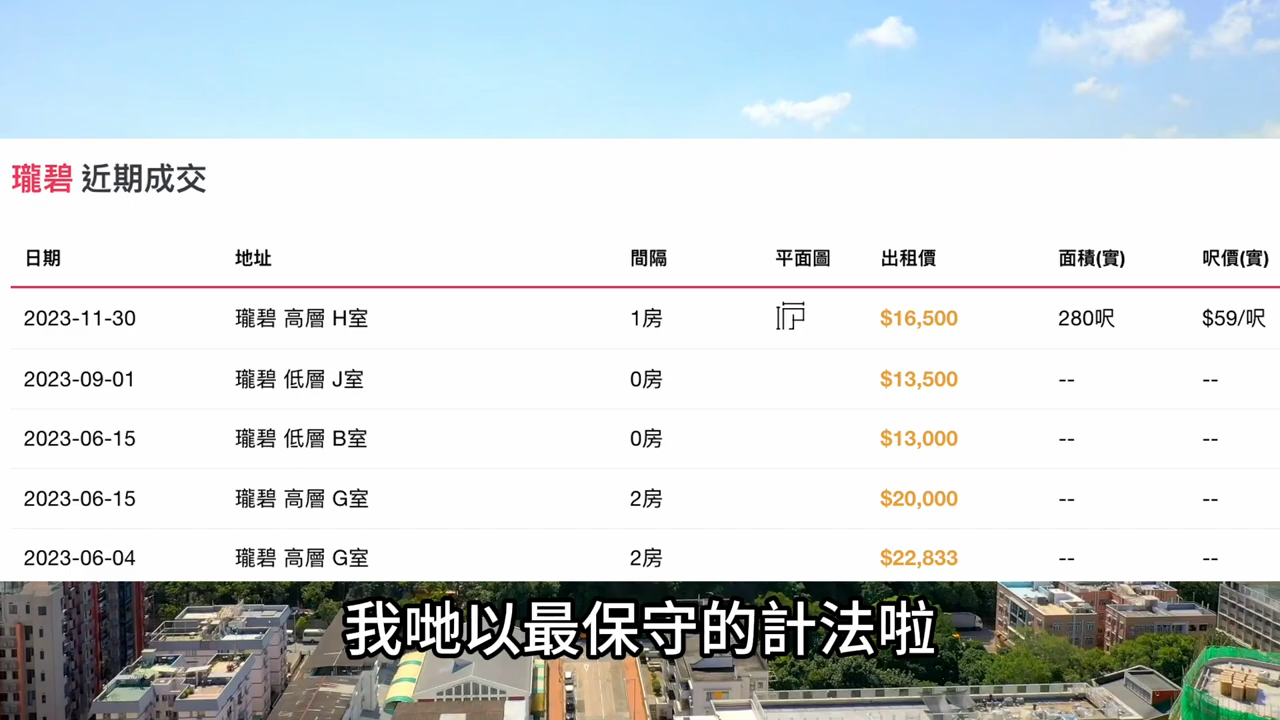 瓏碧 近期成交
日期 地址 間隔 平面圖 出租價 面積(實) 呎價(實)
2023-11-30 瓏碧 高層 H室 1房 $16,500 280呎 $59/呎
2023-09-01 瓏碧 低層 J室 0房 $13,500 -- --
2023-06-15 瓏碧 低層 B室 0房 $13,000 -- --
2023-06-15 瓏碧 高層 G室 2房 $20,000 -- --
2023-06-04 瓏碧 高層 G室 2房 $22,833 -- --
我哋以最保守的計法啦